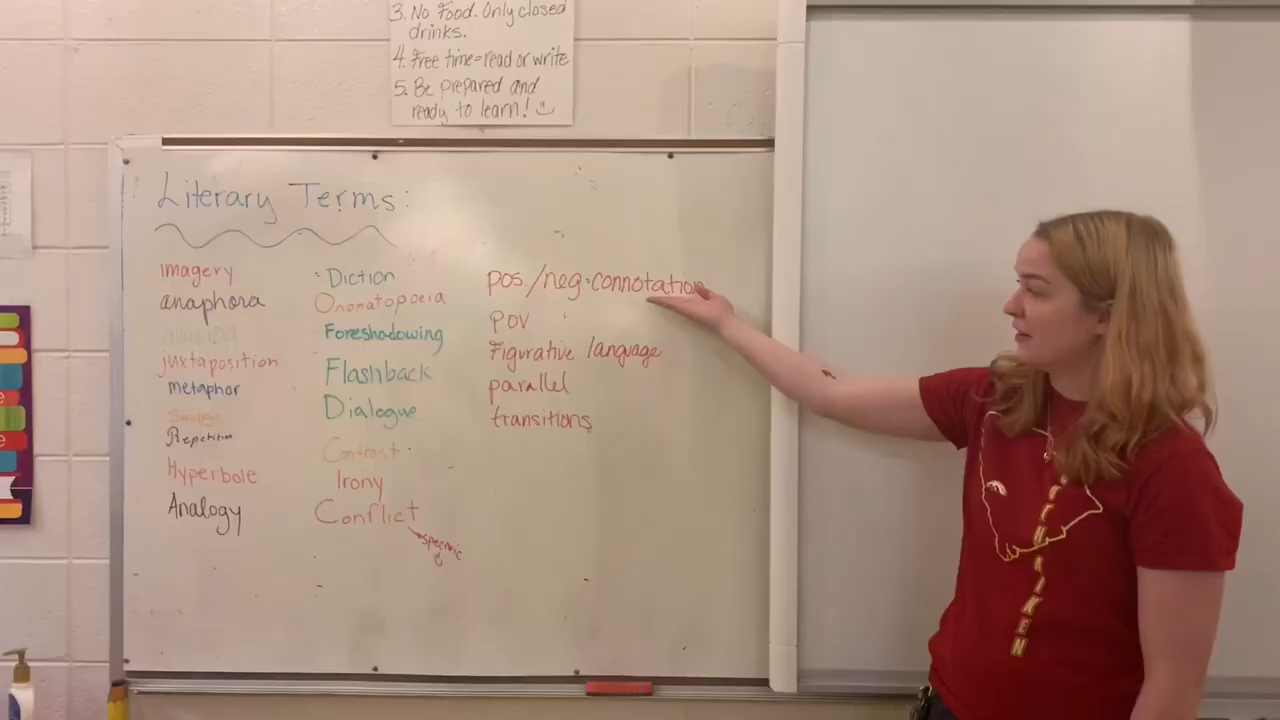 3. No Food. Only closed
drinks.
4. Free time=read or write
5. Be prepared and
ready to learn!
Literary Terms:
imagery
anaphora
juxtaposition
metaphor
Repetition
Hyperbole
Analogy
Diction
Onomatopoeia
Foreshadowing
Flashback
Dialogue
Contrast
Irony
Conflict
specific
pos/neg.connotation
POV
Figurative language
parallel
transitions